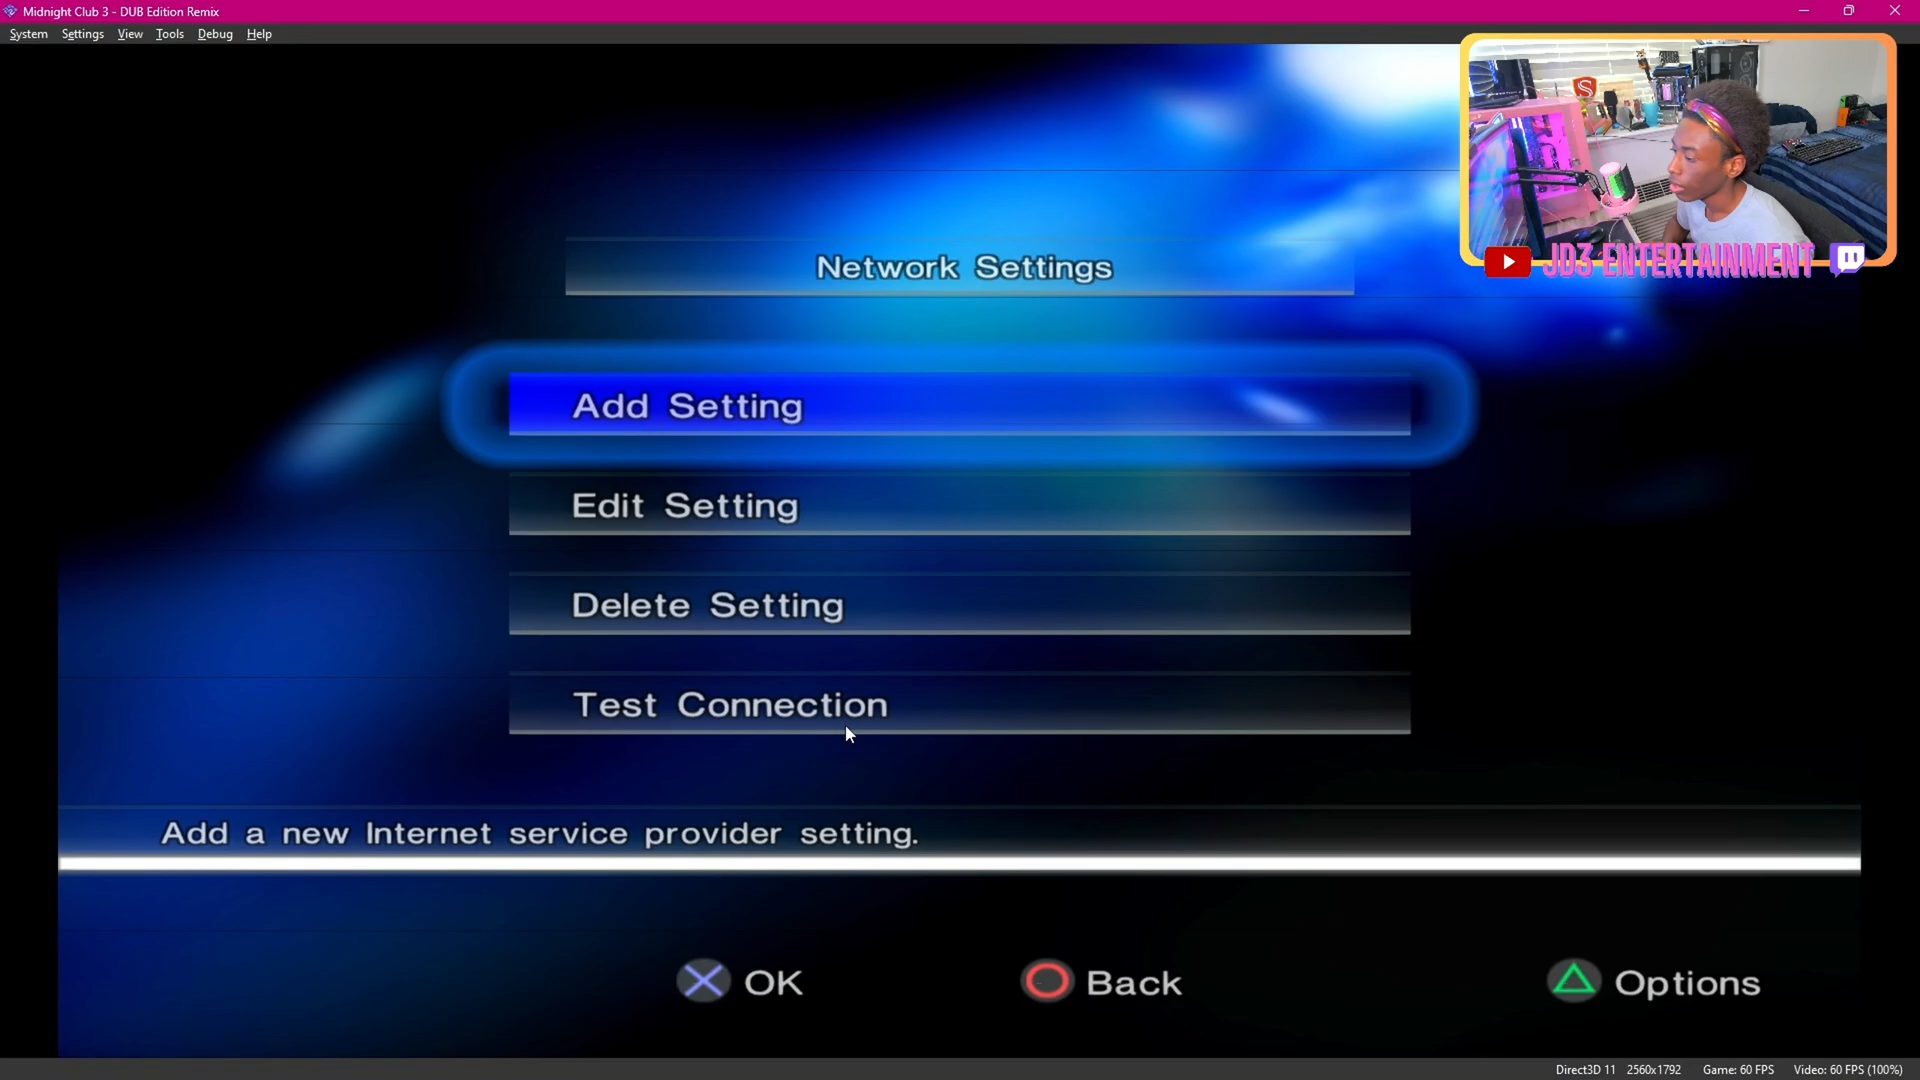 Midnight Club 3 - DUB Edition Remix
System Settings View Tools Debug Help
JD3 ENTERTAINMENT
Network Settings
Add Setting
Edit Setting
Delete Setting
Test Connection
Add a new Internet service provider setting.
OK Back Options
Direct3D 11 2560x1792 Game: 60 FPS Video: 60 FPS (100%)